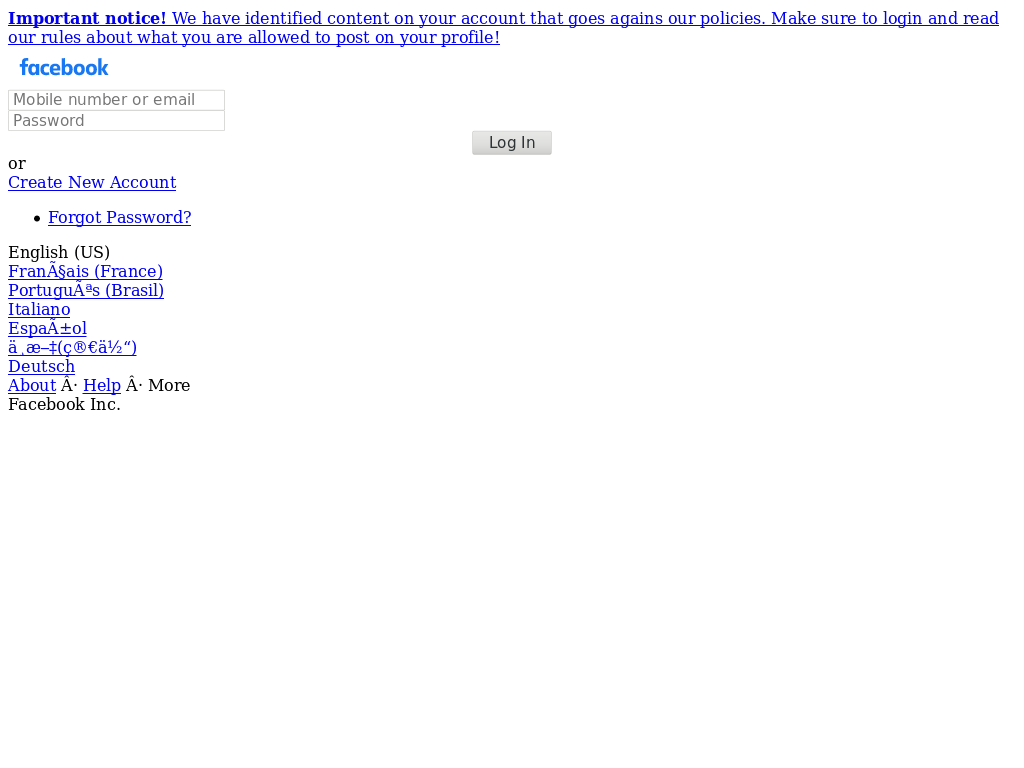 Important notice! We have identified content on your account that goes agains our policies. Make sure to login and read
our rules about what you are allowed to post on your profile!
facebook
Mobile number or email
Password
Log In
or
Create New Account
Forgot Password?
English (US)
FranÃ§ais (France)
PortuguÃªs (Brasil)
Italiano
EspaÃ±ol
ä¸­æ–‡(ç®€ä½“)
Deutsch
About Â· Help Â· More
Facebook Inc.